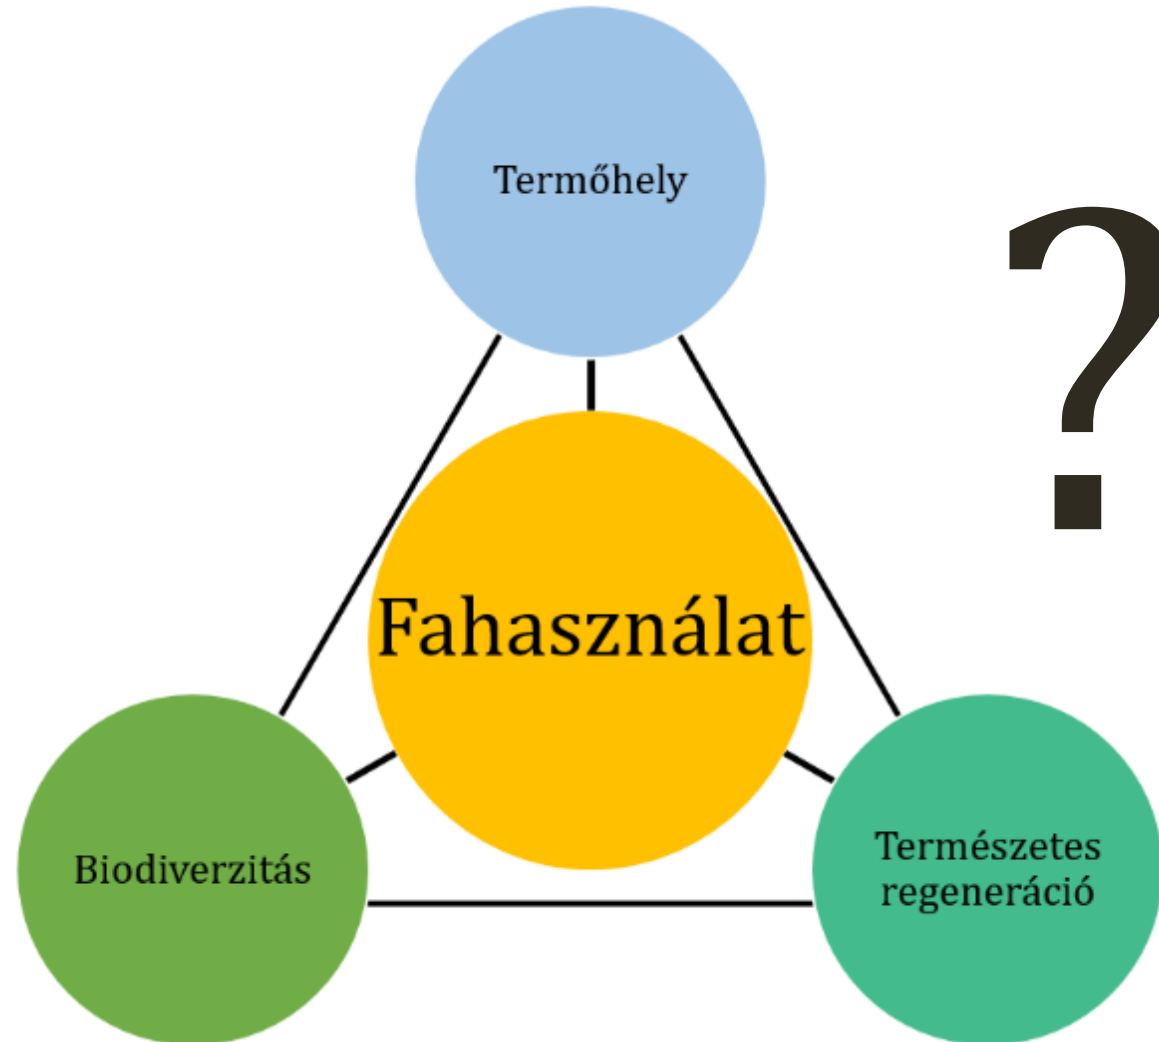 Termőhely
?
Fahasználat
Biodiverzitás
Természetes
regeneráció